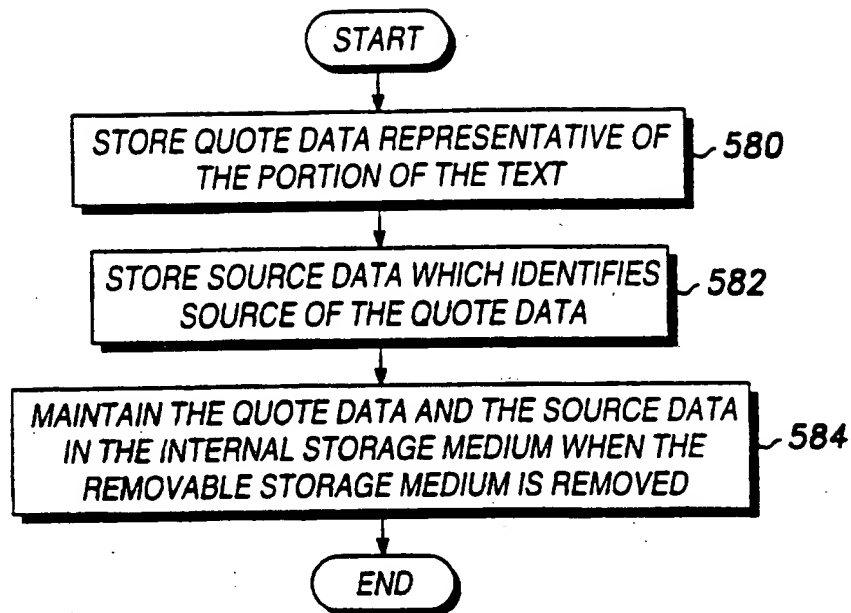 START
STORE QUOTE DATA REPRESENTATIVE OF
THE PORTION OF THE TEXT
580
STORE SOURCE DATA WHICH IDENTIFIES
SOURCE OF THE QUOTE DATA
582
MAINTAIN THE QUOTE DATA AND THE SOURCE DATA
IN THE INTERNAL STORAGE MEDIUM WHEN THE
REMOVABLE STORAGE MEDIUM IS REMOVED
584
END